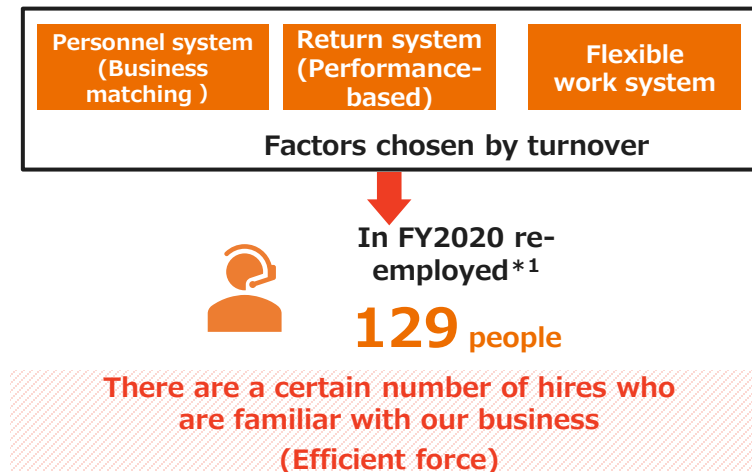 Personnel system
(Business
matching )
Return system
(Performance-
based)
Flexible
work system
Factors chosen by turnover
In FY2020 re-
employed*1
129 people
There are a certain number of hires who
are familiar with our business
(Efficient force)